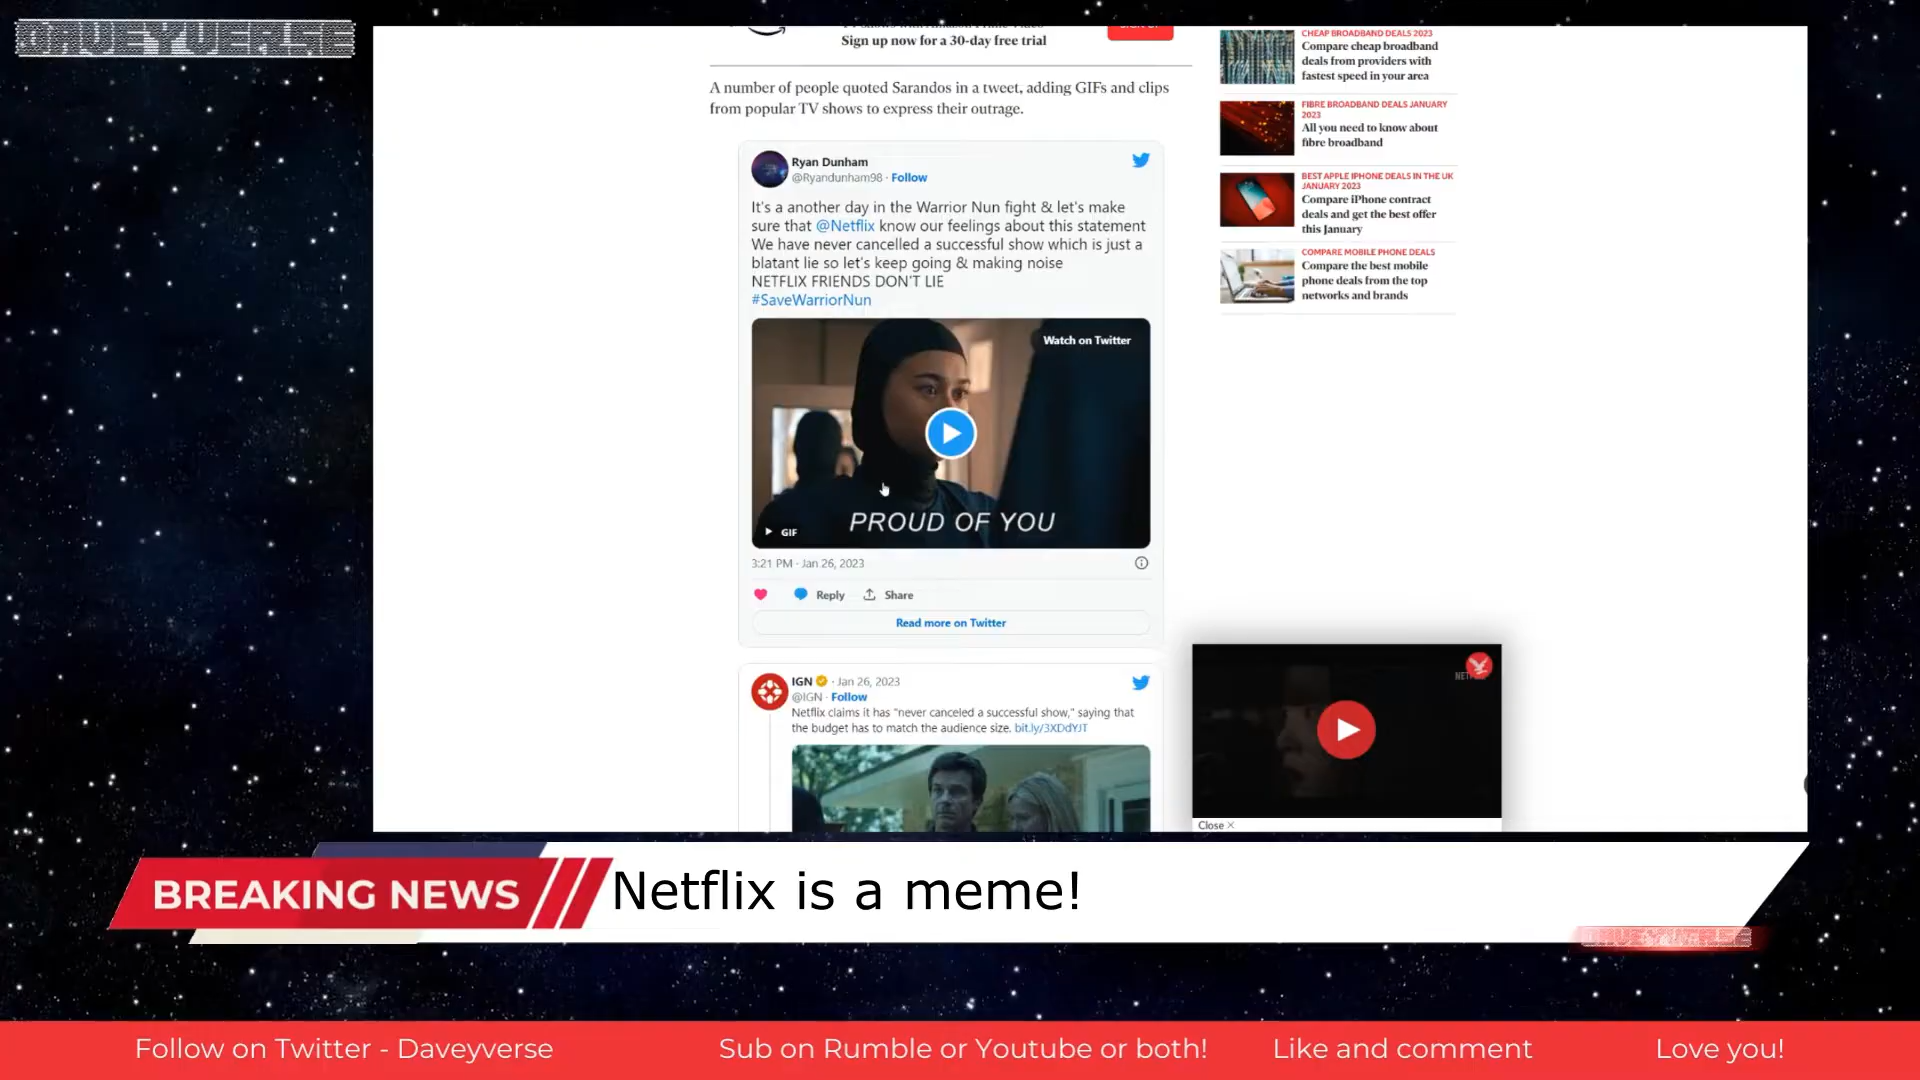 DAVEYVERSE
Sign up now for a 30-day free trial
A number of people quoted Sarandos in a tweet, adding GIFs and clips
from popular TV shows to express their outrage.
Ryan Dunham
@Ryandunham98 · Follow
It's a another day in the Warrior Nun fight & let's make
sure that @Netflix know our feelings about this statement
We have never cancelled a successful show which is just a
blatant lie so let's keep going & making noise
NETFLIX FRIENDS DON'T LIE
#SaveWarriorNun
Watch on Twitter
PROUD OF YOU
GIF
3:21 PM · Jan 26, 2023
Reply
Share
Read more on Twitter
IGN · Jan 26, 2023
@IGN · Follow
Netflix claims it has “never canceled a successful show,” saying that
the budget has to match the audience size. bit.ly/3XDdYJT
CHEAP BROADBAND DEALS 2023
Compare cheap broadband
deals from providers with
fastest speed in your area
FIBRE BROADBAND DEALS JANUARY
2023
All you need to know about
fibre broadband
BEST APPLE IPHONE DEALS IN THE UK
JANUARY 2023
Compare iPhone contract
deals and get the best offer
this January
COMPARE MOBILE PHONE DEALS
Compare the best mobile
phone deals from the top
networks and brands
Close ×
BREAKING NEWS
Netflix is a meme!
Follow on Twitter - Daveyverse
Sub on Rumble or Youtube or both!
Like and comment
Love you!